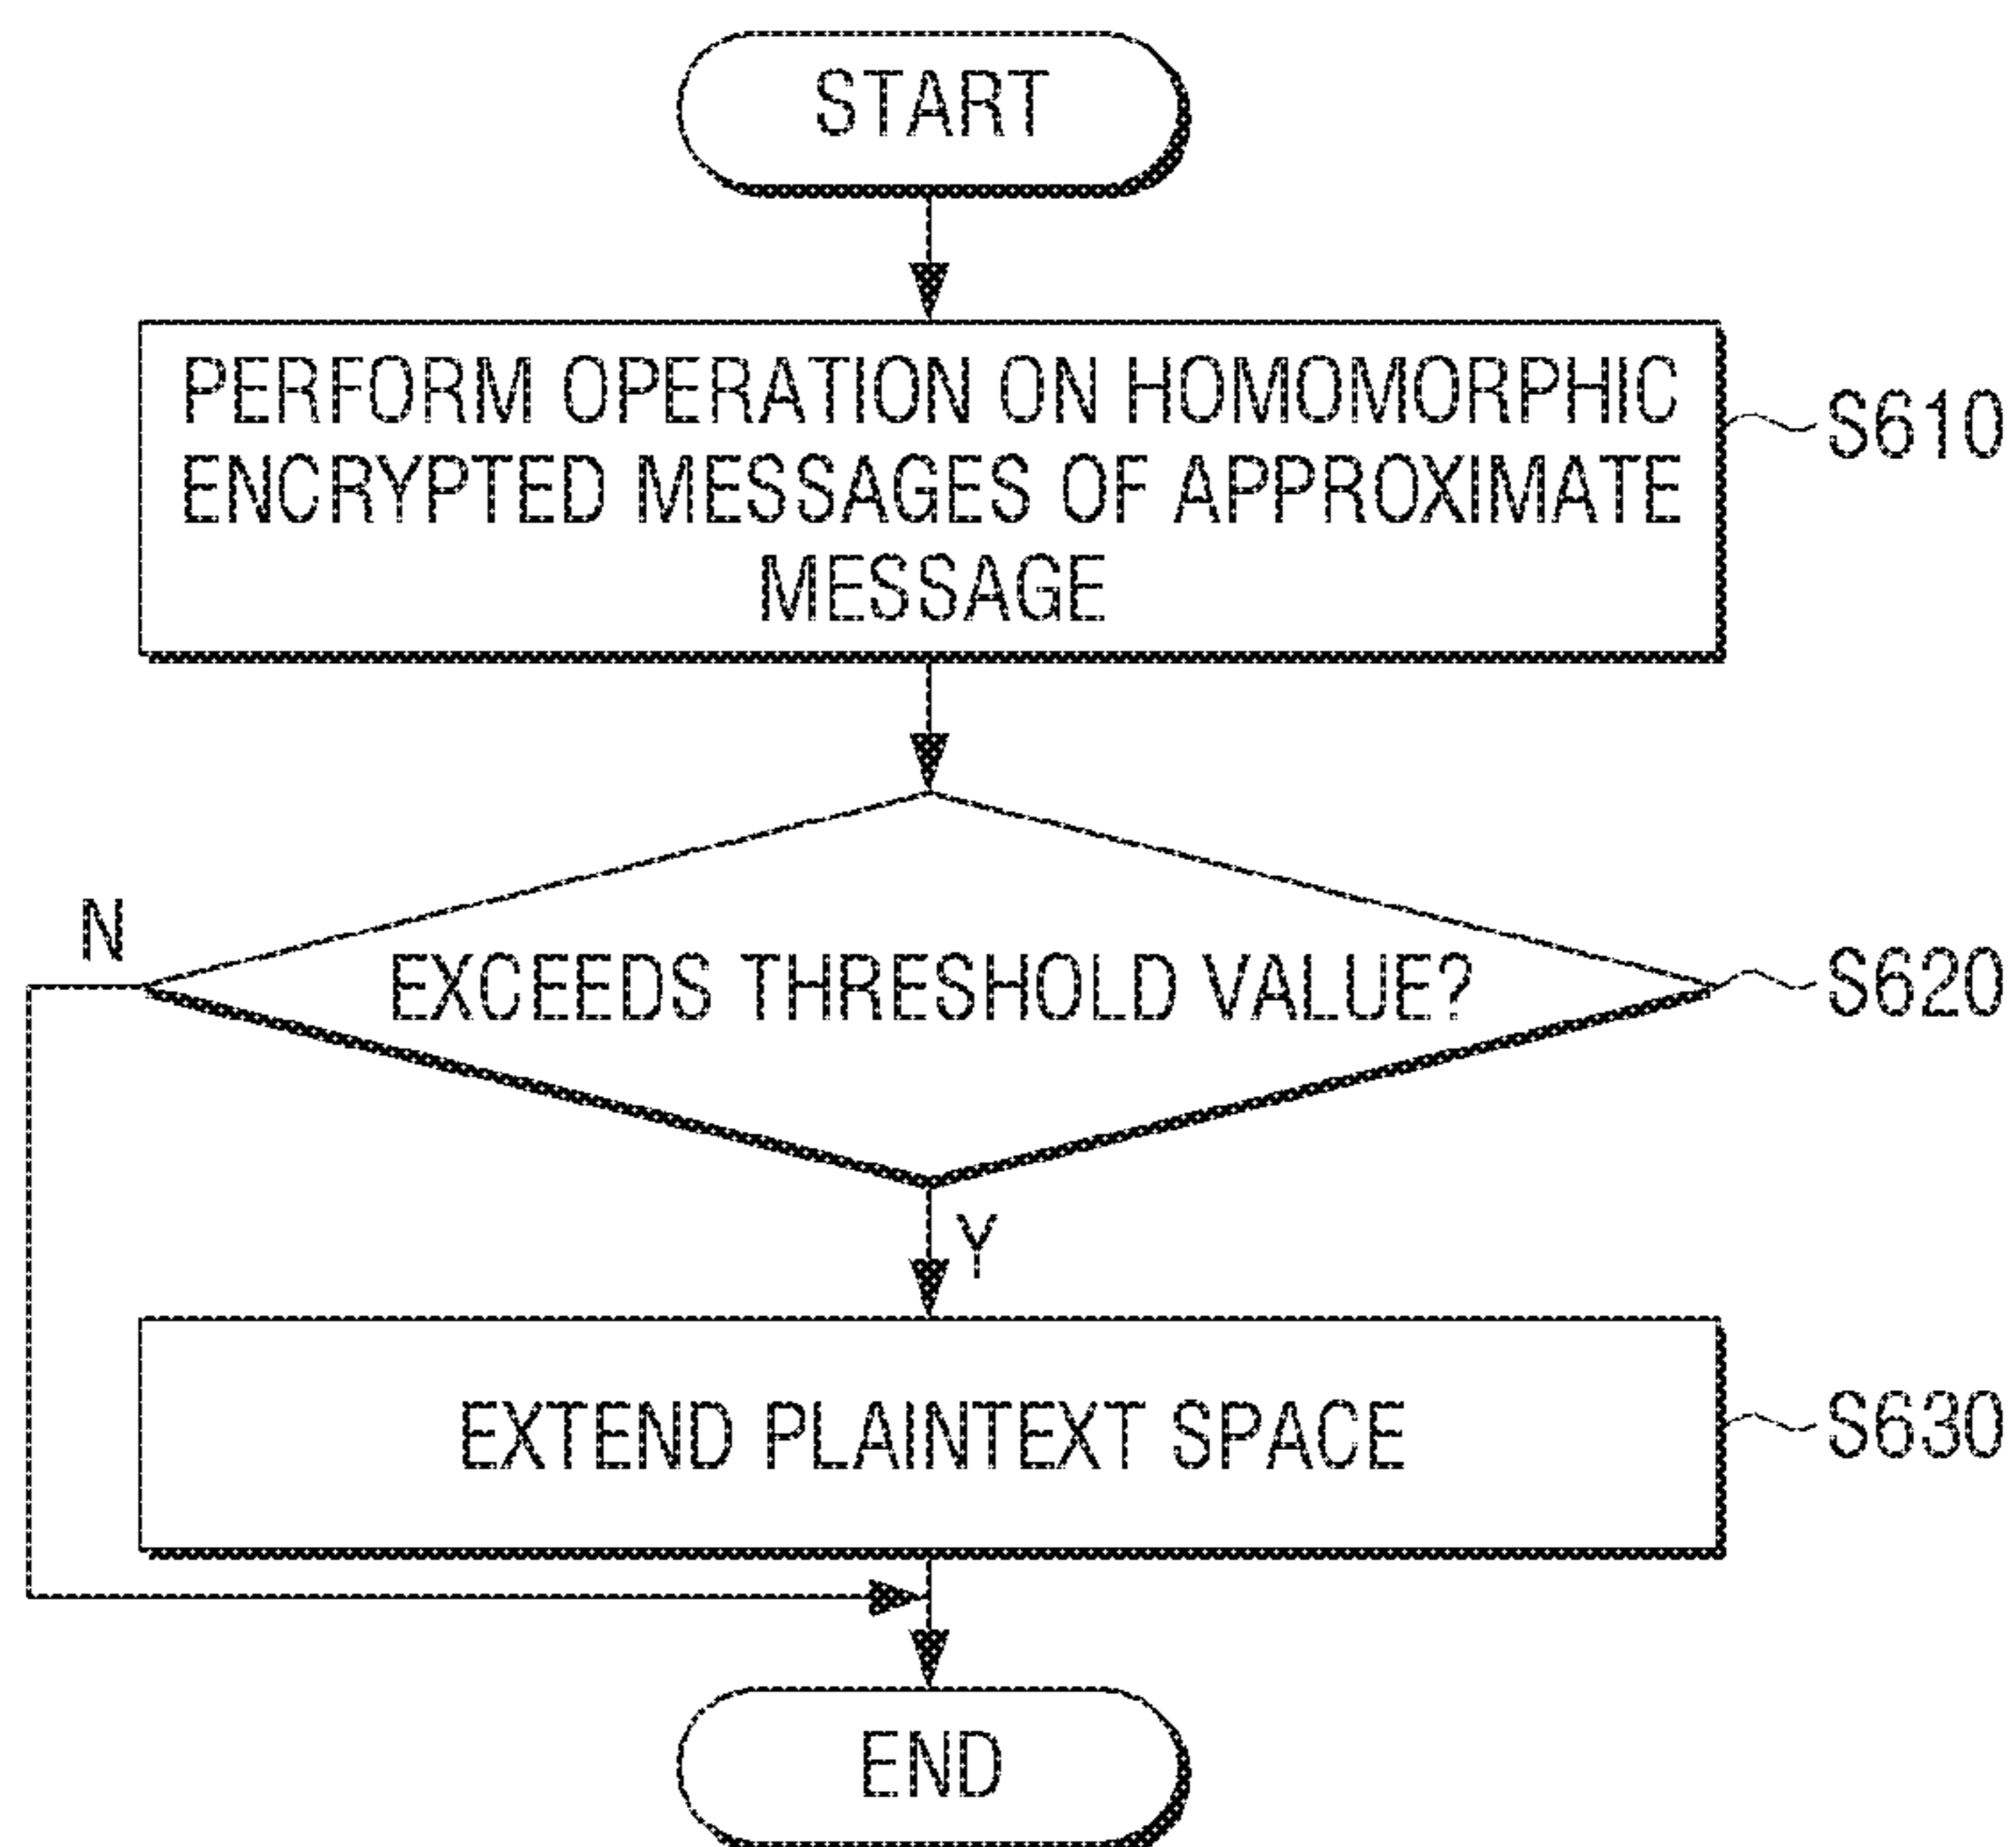 START
PERFORM OPERATION ON HOMOMORPHIC
ENCRYPTED MESSAGES OF APPROXIMATE
MESSAGE
S610
N
EXCEEDS THRESHOLD VALUE?
S620
Y
EXTEND PLAINTEXT SPACE
S630
END